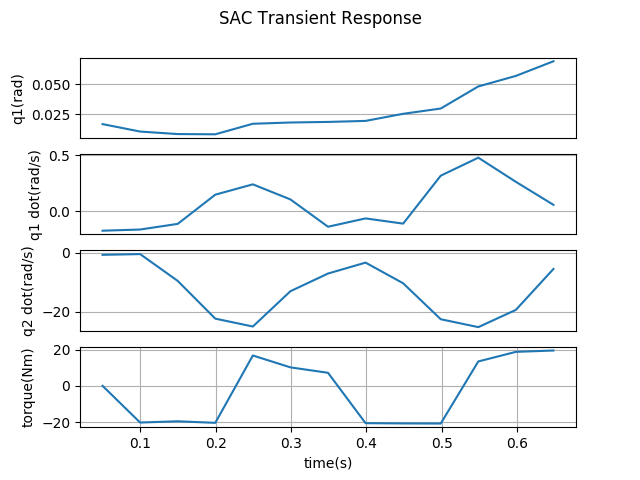 SAC Transient Response
q1(rad)
0.050
0.025
q1 dot(rad/s)
0.5
0.0
q2 dot(rad/s)
0
−20
torque(Nm)
20
0
−20
0.1 0.2 0.3 0.4 0.5 0.6
time(s)